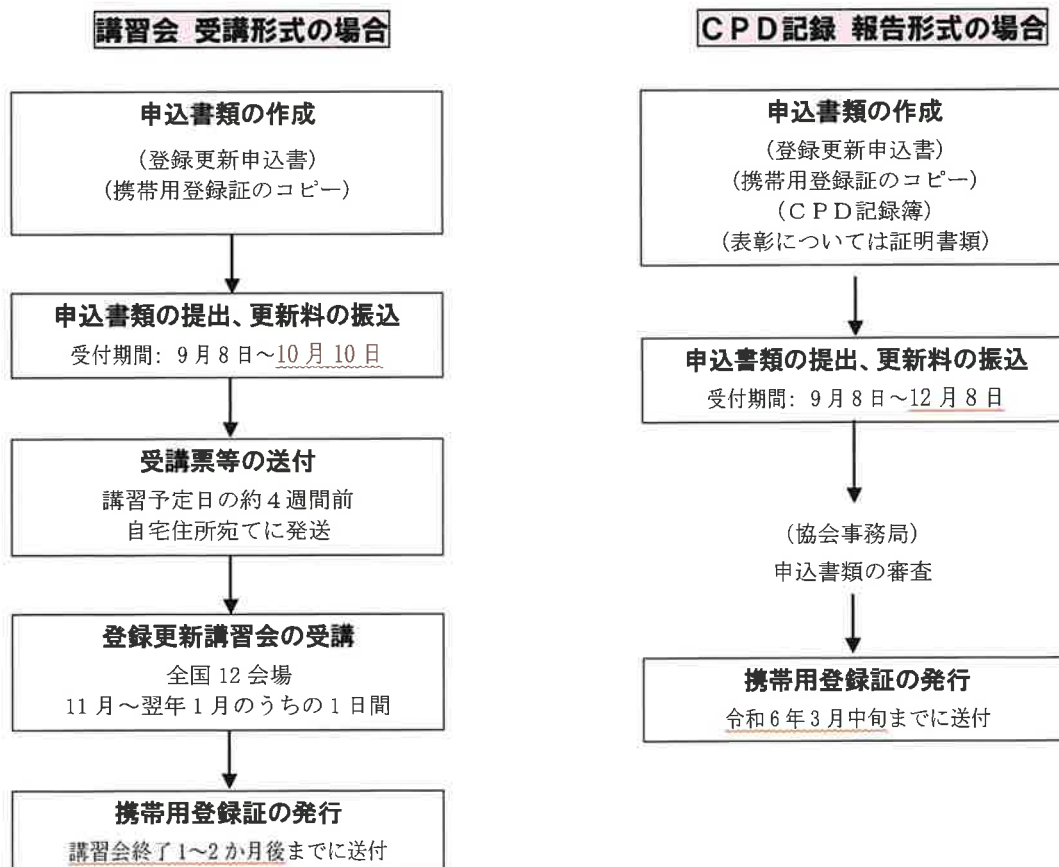 講習会 受講形式の場合
申込書類の作成
(登録更新申込書)
(携帯用登録証のコピー)
申込書類の提出、更新料の振込
受付期間: 9月8日～10月10日
受講票等の送付
講習予定日の約4週間前
自宅住所宛てに発送
登録更新講習会の受講
全国12会場
11月～翌年1月のうちの1日間
携帯用登録証の発行
講習会終了1～2か月後までに送付
CPD記録 報告形式の場合
申込書類の作成
(登録更新申込書)
(携帯用登録証のコピー)
(CPD記録簿)
(表彰については証明書類)
申込書類の提出、更新料の振込
受付期間: 9月8日～12月8日
(協会事務局)
申込書類の審査
携帯用登録証の発行
令和6年3月中旬までに送付